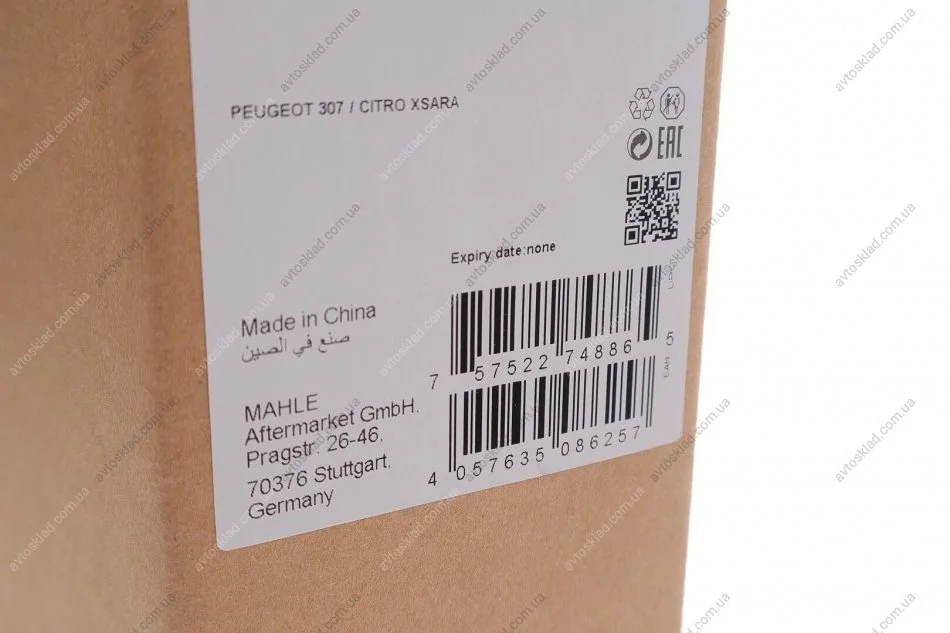 PEUGEOT 307 / CITRO XSARA
EAC
Expiry date:none
Made in China
صنع في الصين
MAHLE
Aftermarket GmbH.
Pragstr. 26-46.
70376 Stuttgart.
Germany
7 57522 74886 5
EAN
4 057635 086257
avtosklad.com.ua